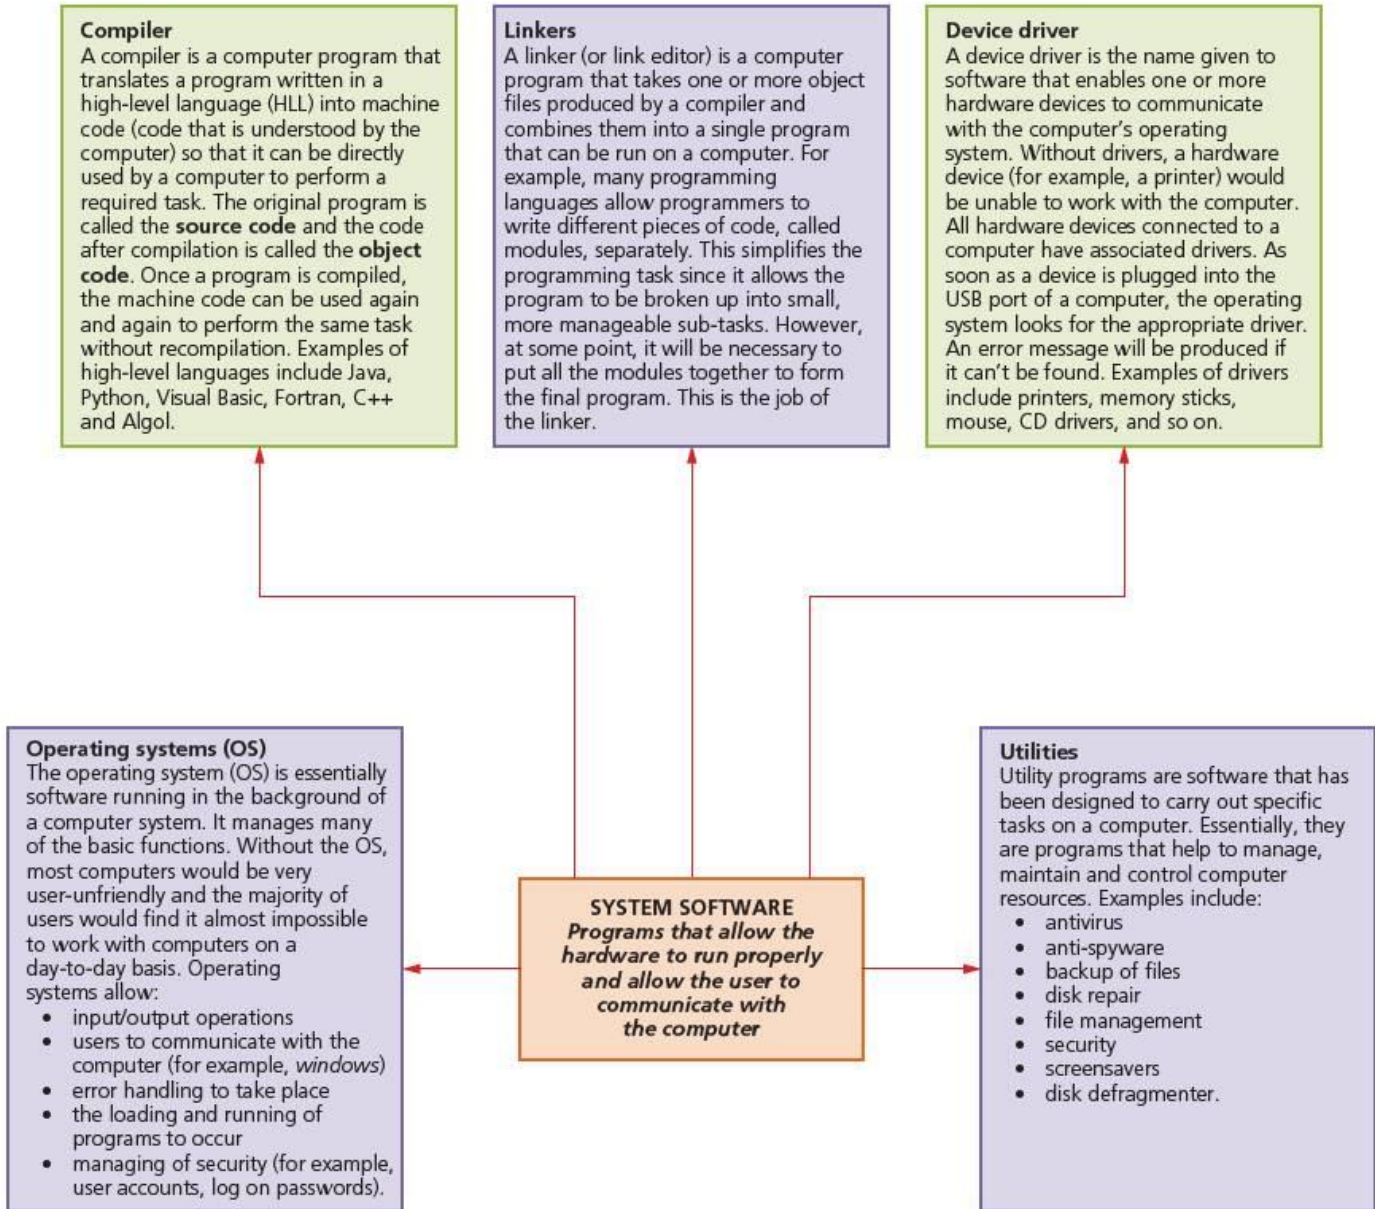 Compiler
A compiler is a computer program that
translates a program written in a
high-level language (HLL) into machine
code (code that is understood by the
computer) so that it can be directly
used by a computer to perform a
required task. The original program is
called the source code and the code
after compilation is called the object
code. Once a program is compiled,
the machine code can be used again
and again to perform the same task
without recompilation. Examples of
high-level languages include Java,
Python, Visual Basic, Fortran, C++
and Algol.
Linkers
A linker (or link editor) is a computer
program that takes one or more object
files produced by a compiler and
combines them into a single program
that can be run on a computer. For
example, many programming
languages allow programmers to
write different pieces of code, called
modules, separately. This simplifies the
programming task since it allows the
program to be broken up into small,
more manageable sub-tasks. However,
at some point, it will be necessary to
put all the modules together to form
the final program. This is the job of
the linker.
Device driver
A device driver is the name given to
software that enables one or more
hardware devices to communicate
with the computer's operating
system. Without drivers, a hardware
device (for example, a printer) would
be unable to work with the computer.
All hardware devices connected to a
computer have associated drivers. As
soon as a device is plugged into the
USB port of a computer, the operating
system looks for the appropriate driver.
An error message will be produced if
it can't be found. Examples of drivers
include printers, memory sticks,
mouse, CD drivers, and so on.
Operating systems (OS)
The operating system (OS) is essentially
software running in the background of
a computer system. It manages many
of the basic functions. Without the OS,
most computers would be very
user-unfriendly and the majority of
users would find it almost impossible
to work with computers on a
day-to-day basis. Operating
systems allow:
• input/output operations
• users to communicate with the
computer (for example, windows)
• error handling to take place
• the loading and running of
programs to occur
• managing of security (for example,
user accounts, log on passwords).
SYSTEM SOFTWARE
Programs that allow the
hardware to run properly
and allow the user to
communicate with
the computer
Utilities
Utility programs are software that has
been designed to carry out specific
tasks on a computer. Essentially, they
are programs that help to manage,
maintain and control computer
resources. Examples include:
• antivirus
• anti-spyware
• backup of files
• disk repair
• file management
• security
• screensavers
• disk defragmenter.